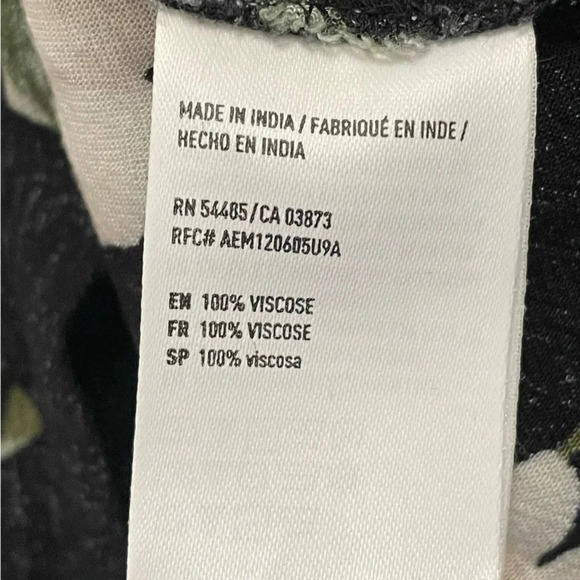 MADE IN INDIA / FABRIQUÉ EN INDE /
HECHO EN INDIA
RN 54485 / CA 03873
RFC# AEM120605U9A
EN 100% VISCOSE
FR 100% VISCOSE
SP 100% viscosa